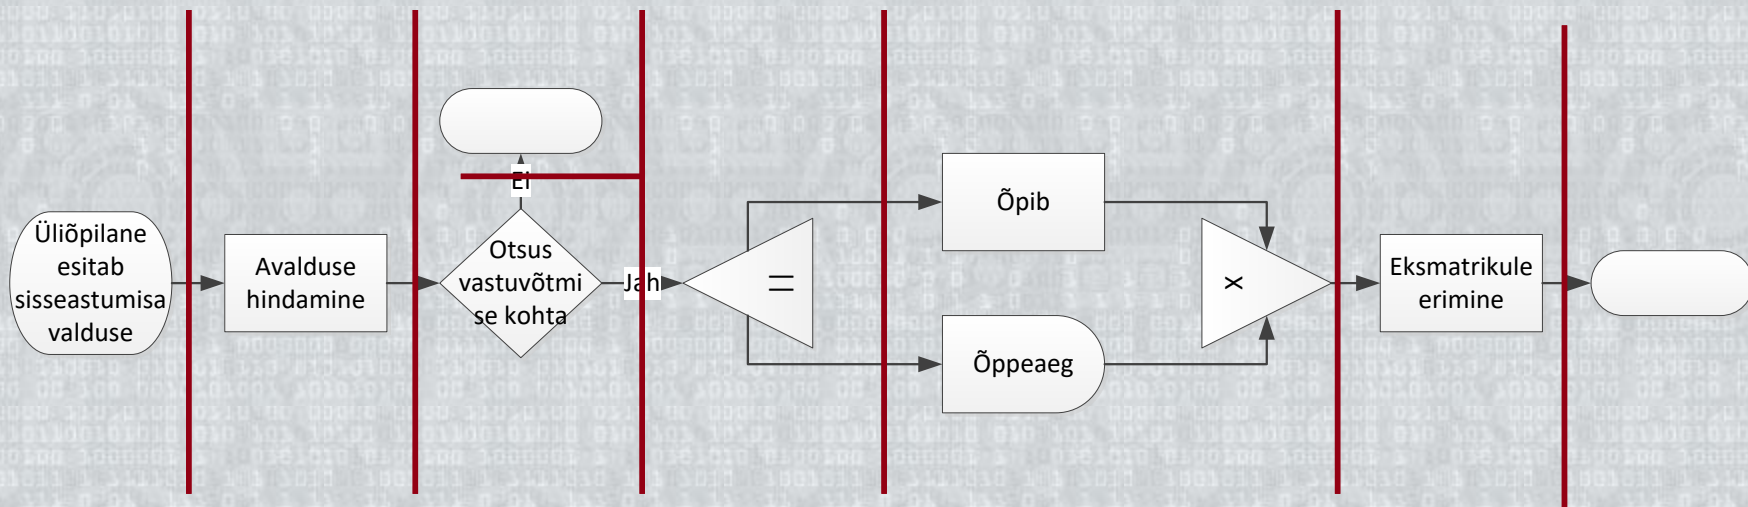 Üliõpilane
esitab
sisseastumisa
valduse
Avalduse
hindamine
Ei
Otsus
vastuvõtmi
se kohta
Jah
||
Õpib
Õppeaeg
x
Eksmatrikule
erimine